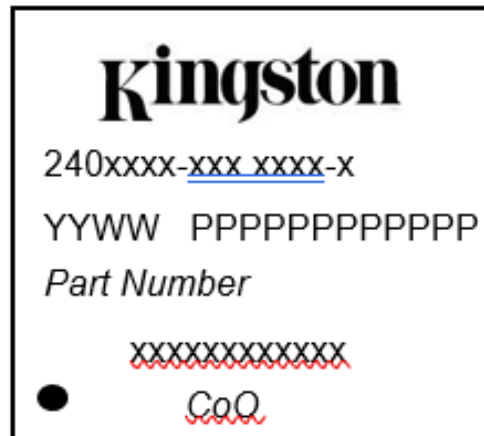 Kingston
240xxxx-xxx xxxx-x
YYWW PPPPPPPPPPPP
Part Number
xxxxxxxxxxxx
CoO